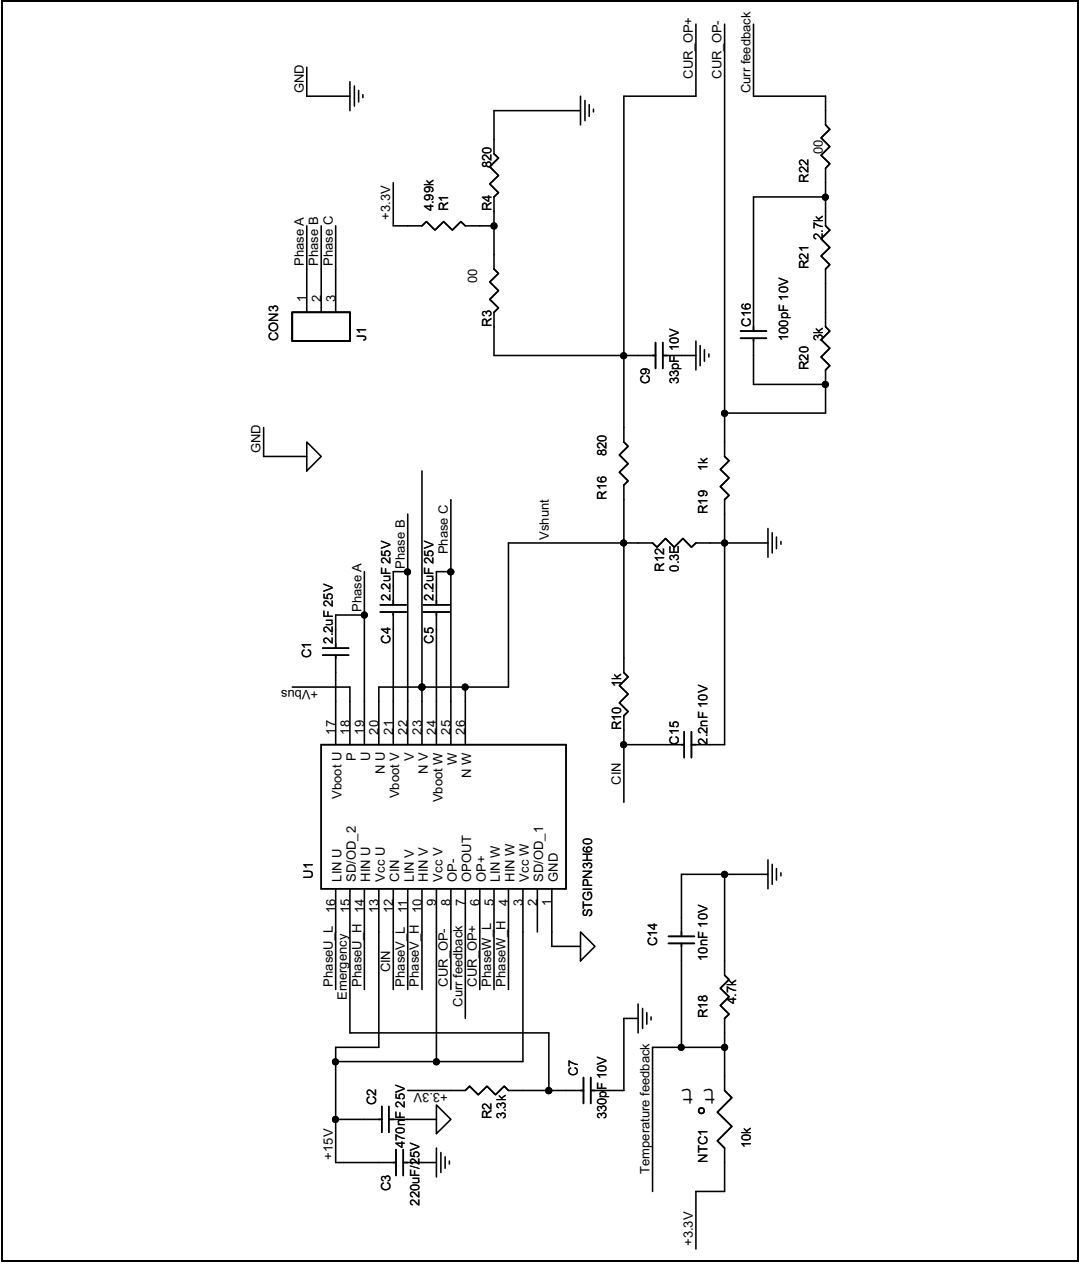 GND
CUR_OP+
CUR_OP-
Curr feedback
+3.3V
4.99k
R1
820
R4
00
R3
CON3
1
2
3
Phase A
Phase B
Phase C
J1
C9
33pF 10V
R22
00
R21
2.7k
C16
100pF 10V
R20
3k
GND
R16
820
R19
1k
Vshunt
R12
0.3E
R10
1k
C15
2.2nF 10V
CIN
C1
2.2uF 25V
Phase A
C4
2.2uF 25V
Phase B
C5
2.2uF 25V
Phase C
+Vbus
17
18
19
20
21
22
23
24
25
26
Vboot U
P
U
N U
Vboot V
V
N V
Vboot W
W
N W
U1
LIN U
SD/OD_2
HIN U
Vcc U
CIN
LIN V
HIN V
Vcc V
OP-
OPOUT
OP+
LIN W
HIN W
Vcc W
SD/OD_1
GND
STGIPN3H60
16
15
14
13
12
11
10
9
8
7
6
5
4
3
2
1
PhaseU_L
Emergency
PhaseU_H
CIN
PhaseV_L
PhaseV_H
CUR_OP-
Curr feedback
CUR_OP+
PhaseW_L
PhaseW_H
+15V
C2
470nF 25V
C3
220uF/25V
+3.3V
R2
3.3k
C7
330pF 10V
C14
10nF 10V
R18
4.7k
Temperature feedback
NTC1
10k
t
t
+3.3V